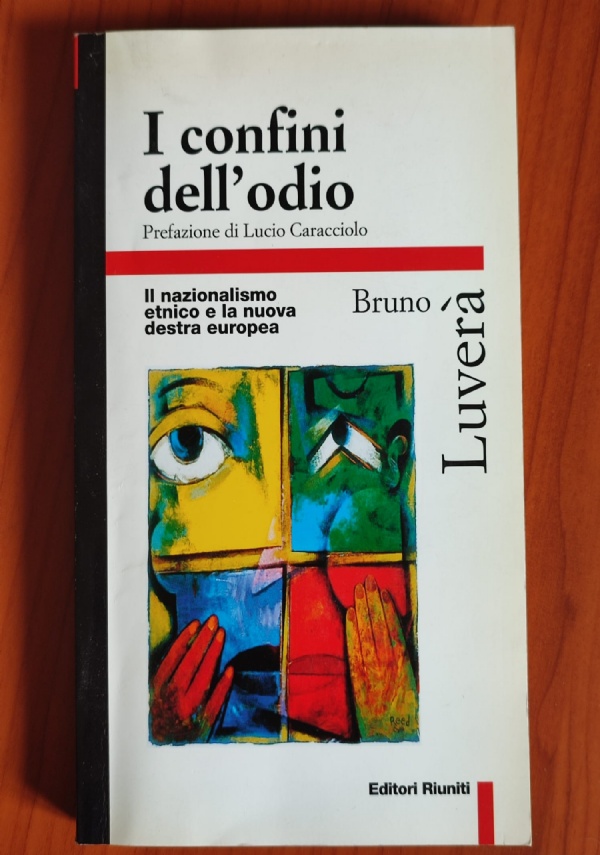 I confini
dell'odio
Prefazione di Lucio Caracciolo
Il nazionalismo
etnico e la nuova
destra europea
Bruno
Luverà
Editori Riuniti